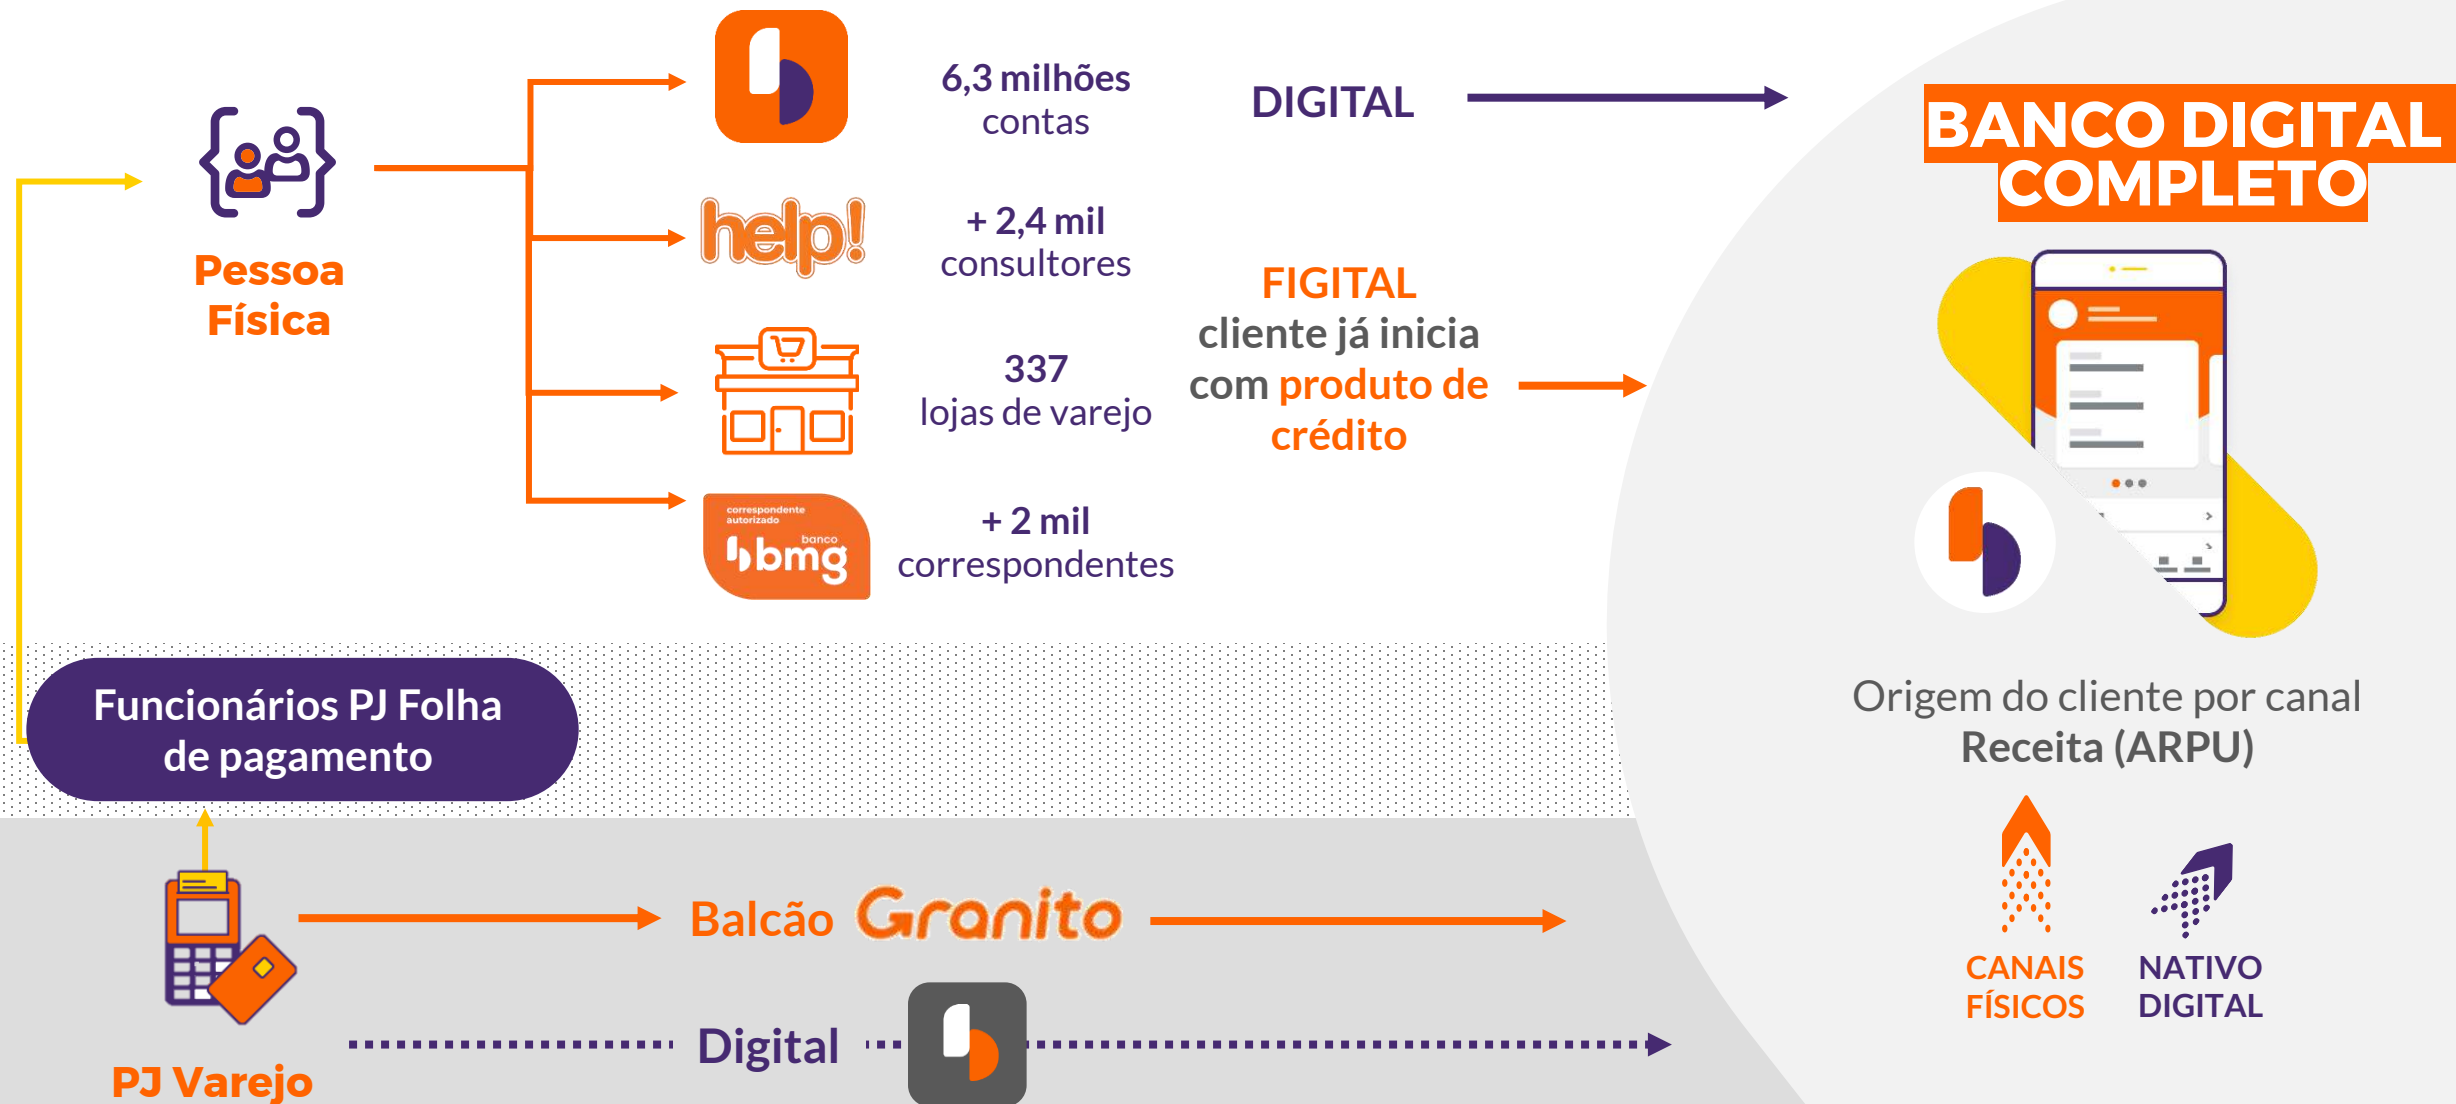 6,3 milhões
contas
DIGITAL
help!
+ 2,4 mil
consultores
Pessoa
Física
337
lojas de varejo
FIGITAL
cliente já inicia
com produto de
crédito
correspondente
autorizado
banco
bmg
+ 2 mil
correspondentes
BANCO DIGITAL
COMPLETO
Funcionários PJ Folha
de pagamento
Origem do cliente por canal
Receita (ARPU)
CANAIS
FÍSICOS
NATIVO
DIGITAL
Balcão Granito
Digital
PJ Varejo